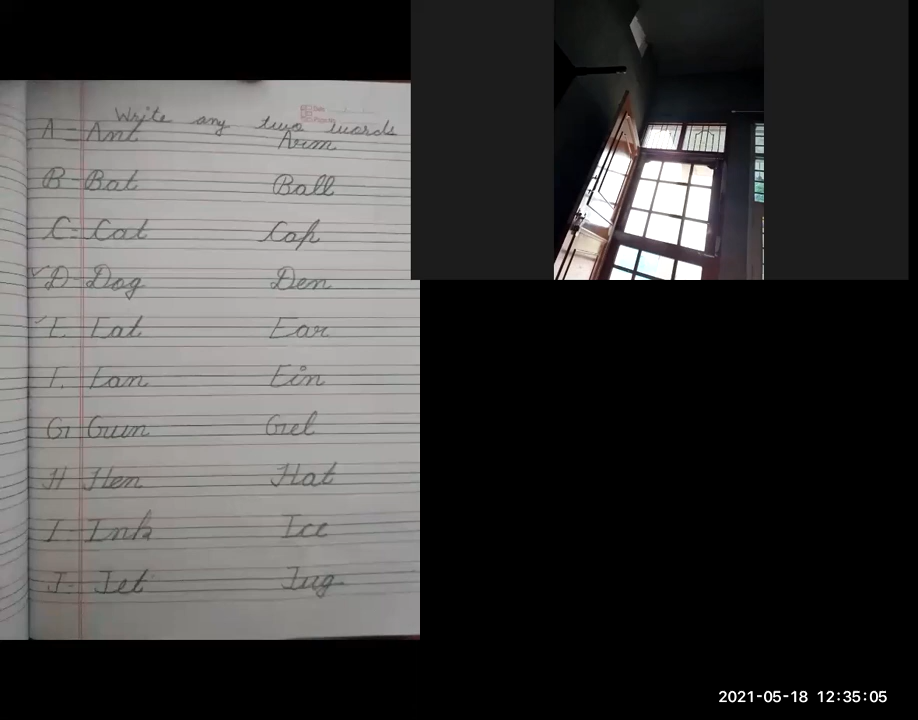 Write any two words
A = Ant Arm
B Bat Ball
C = Cat Cap
D - Dog Den
E. Eat Ear
F. Fan Fin
G Gun Gel
H Hen Hat
I - Ink Ice
J - Jet Jug
2021-05-18 12:35:05